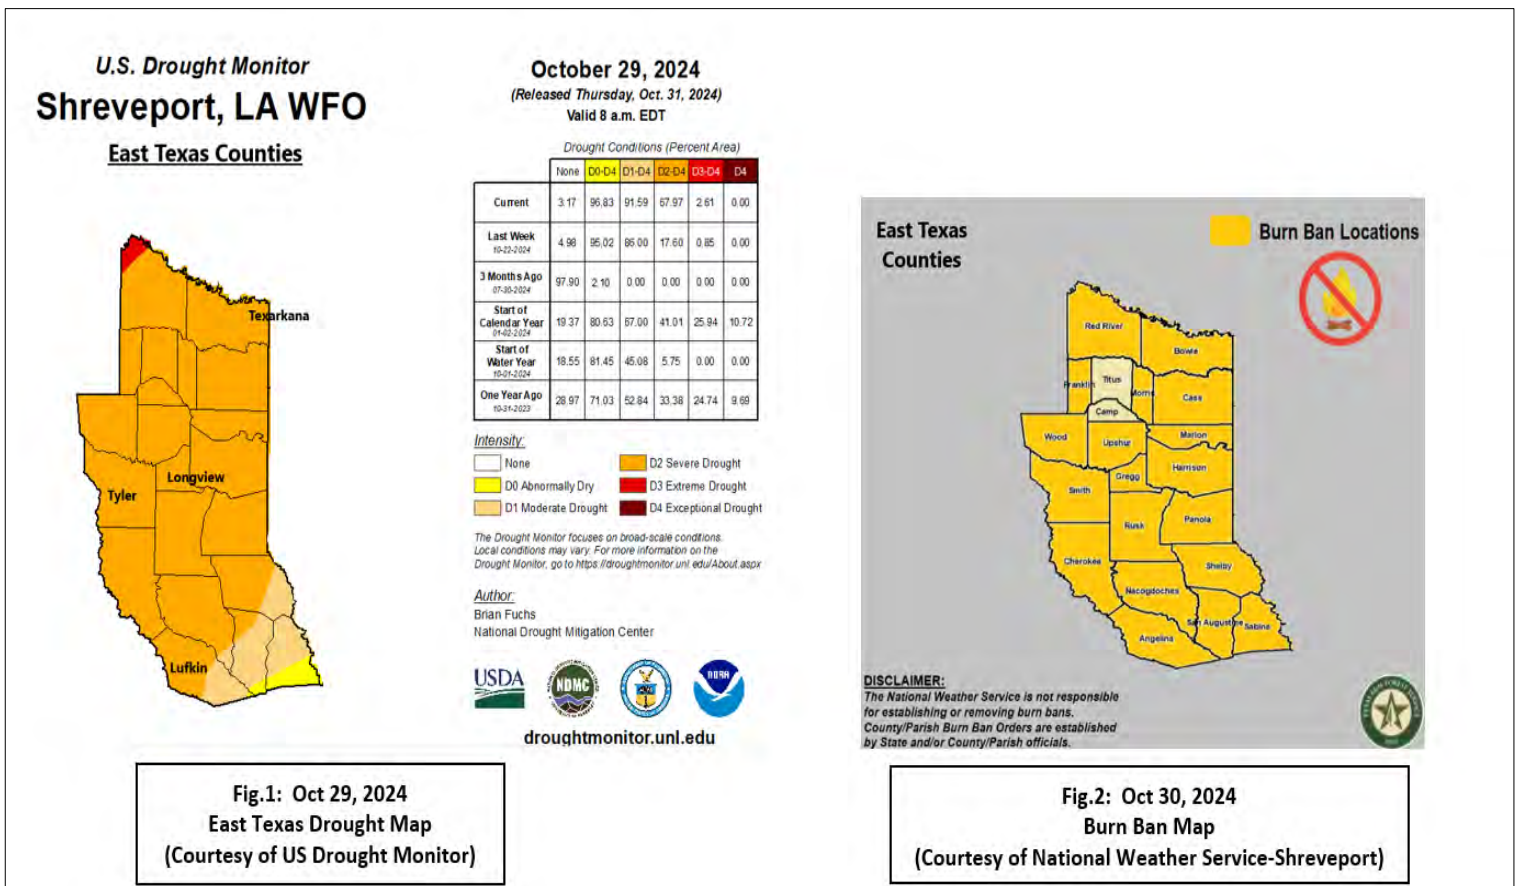 U.S. Drought Monitor
Shreveport, LA WFO
East Texas Counties
Texarkana
Longview
Tyler
Lufkin
October 29, 2024
(Released Thursday, Oct. 31, 2024)
Valid 8 a.m. EDT
Drought Conditions (Percent Area)
None D0-D4 D1-D4 D2-D4 D3-D4 D4
Current 3.17 96.83 91.59 67.97 2.61 0.00
Last Week
10-22-2024 4.98 95.02 86.00 17.60 0.85 0.00
3 Months Ago
07-30-2024 97.90 2.10 0.00 0.00 0.00 0.00
Start of
Calendar Year
01-02-2024 19.37 80.63 67.00 41.01 25.94 10.72
Start of
Water Year
10-01-2024 18.55 81.45 45.08 5.75 0.00 0.00
One Year Ago
10-31-2023 28.97 71.03 52.84 33.38 24.74 9.69
Intensity:
None
D0 Abnormally Dry
D1 Moderate Drought
D2 Severe Drought
D3 Extreme Drought
D4 Exceptional Drought
The Drought Monitor focuses on broad-scale conditions.
Local conditions may vary. For more information on the
Drought Monitor, go to https://droughtmonitor.unl.edu/About.aspx
Author:
Brian Fuchs
National Drought Mitigation Center
USDA
NDMC
NOAA
droughtmonitor.unl.edu
Fig.1: Oct 29, 2024
East Texas Drought Map
(Courtesy of US Drought Monitor)
East Texas
Counties
Burn Ban Locations
Red River
Bowie
Franklin
Titus
Morris
Cass
Camp
Wood
Upshur
Marion
Harrison
Gregg
Smith
Rusk
Panola
Cherokee
Shelby
Nacogdoches
San Augustine
Sabine
Angelina
DISCLAIMER:
The National Weather Service is not responsible
for establishing or removing burn bans.
County/Parish Burn Ban Orders are established
by State and/or County/Parish officials.
Fig.2: Oct 30, 2024
Burn Ban Map
(Courtesy of National Weather Service-Shreveport)